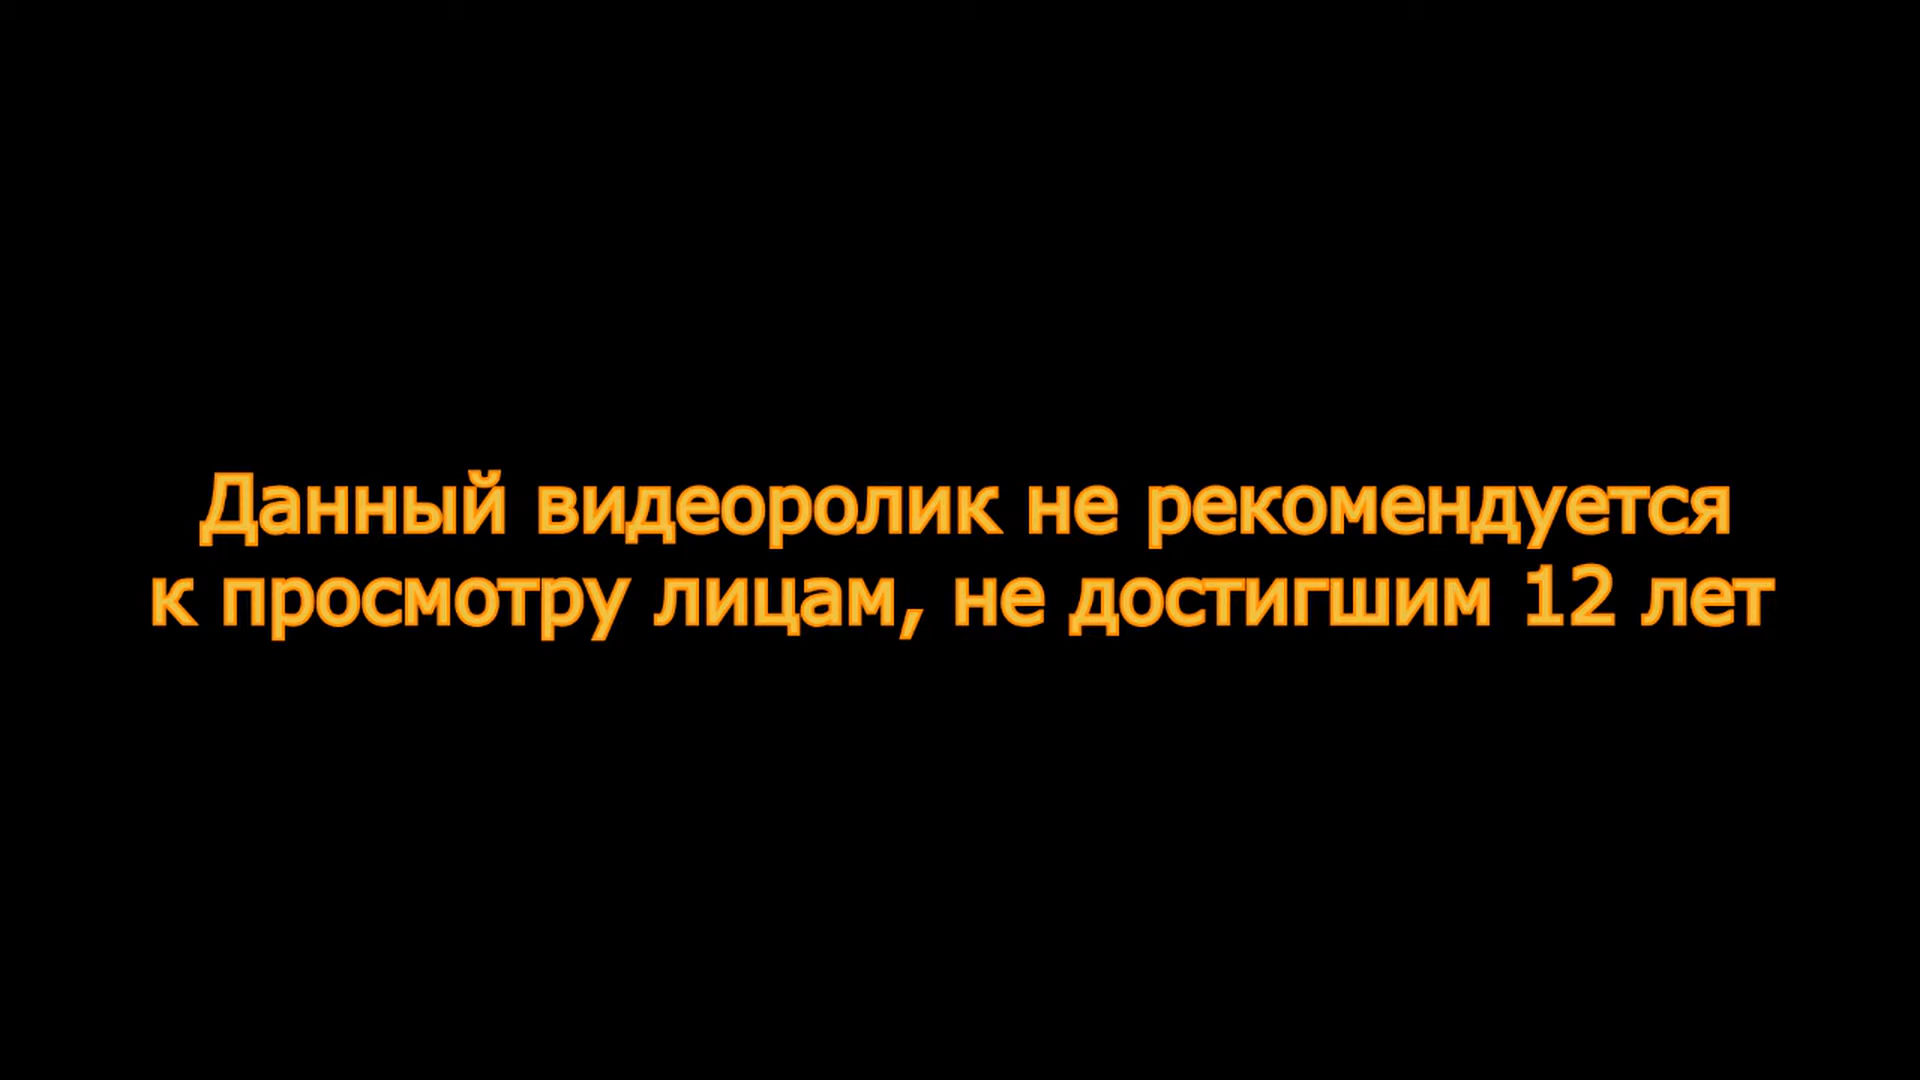 Данный видеоролик не рекомендуется
к просмотру лицам, не достигшим 12 лет